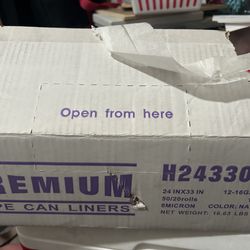 Open from here
REMIUM
PE CAN LINERS
H24330
24 INX33 IN
12-16G
50/20rolls
6MICRON
COLOR: NA
NET WEIGHT: 16.63 LBS